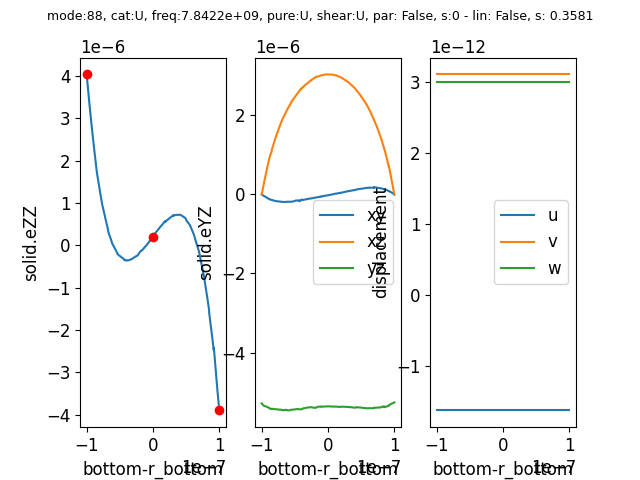 mode:88, cat:U, freq:7.8422e+09, pure:U, shear:U, par: False, s:0 - lin: False, s: 0.3581
1e−6
1e−6
1e−12
4
3
2
1
0
−1
−2
−3
−4
solid.eZZ
−1
0
1
1e−7
bottom-r_bottom
2
0
−2
−4
solid.eYZ
xy
xz
yz
−1
0
1
1e−7
bottom-r_bottom
3
2
1
0
−1
displacement
u
v
w
−1
0
1
1e−7
bottom-r_bottom